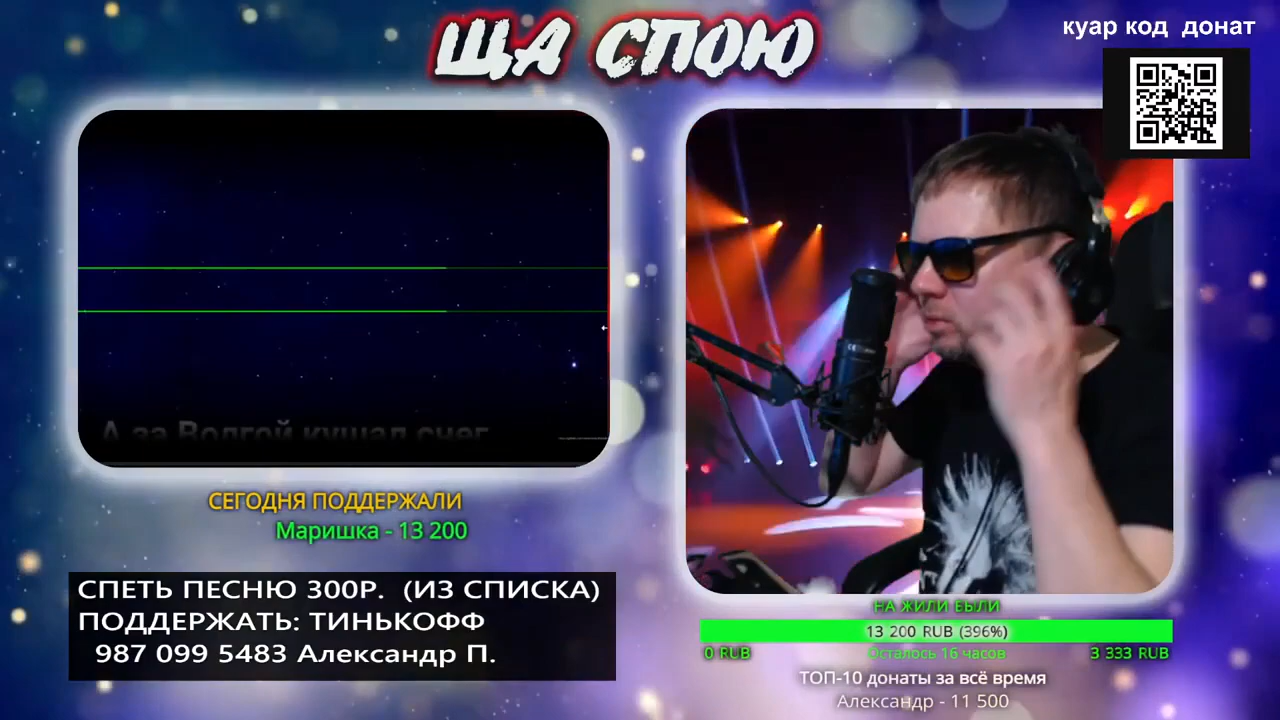 ЩА СПОЮ
куар код донат
А за Волгой кушал снег
СЕГОДНЯ ПОДДЕРЖАЛИ
Маришка - 13 200
СПЕТЬ ПЕСНЮ 300Р. (ИЗ СПИСКА)
ПОДДЕРЖАТЬ: ТИНЬКОФФ
987 099 5483 Александр П.
НА ЖИЛИ БЫЛИ
13 200 RUB (396%)
0 RUB
Осталось 16 часов
3 333 RUB
ТОП-10 донаты за всё время
Александр - 11 500